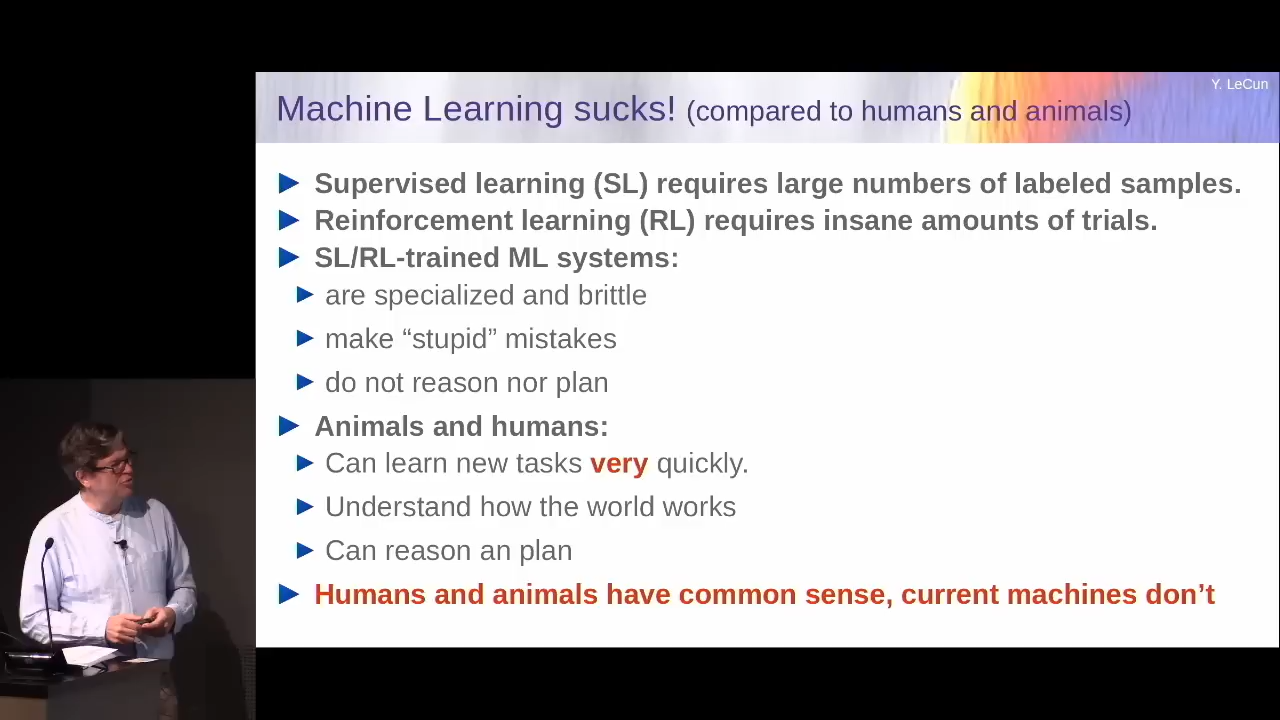 Y. LeCun
Machine Learning sucks! (compared to humans and animals)
Supervised learning (SL) requires large numbers of labeled samples.
Reinforcement learning (RL) requires insane amounts of trials.
SL/RL-trained ML systems:
are specialized and brittle
make “stupid” mistakes
do not reason nor plan
Animals and humans:
Can learn new tasks very quickly.
Understand how the world works
Can reason an plan
Humans and animals have common sense, current machines don’t